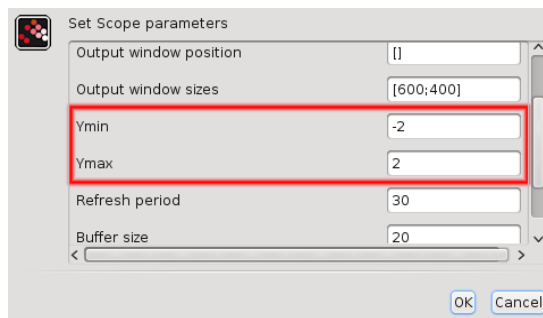 Set Scope parameters
Output window position []
Output window sizes [600;400]
Ymin -2
Ymax 2
Refresh period 30
Buffer size 20
OK Cancel